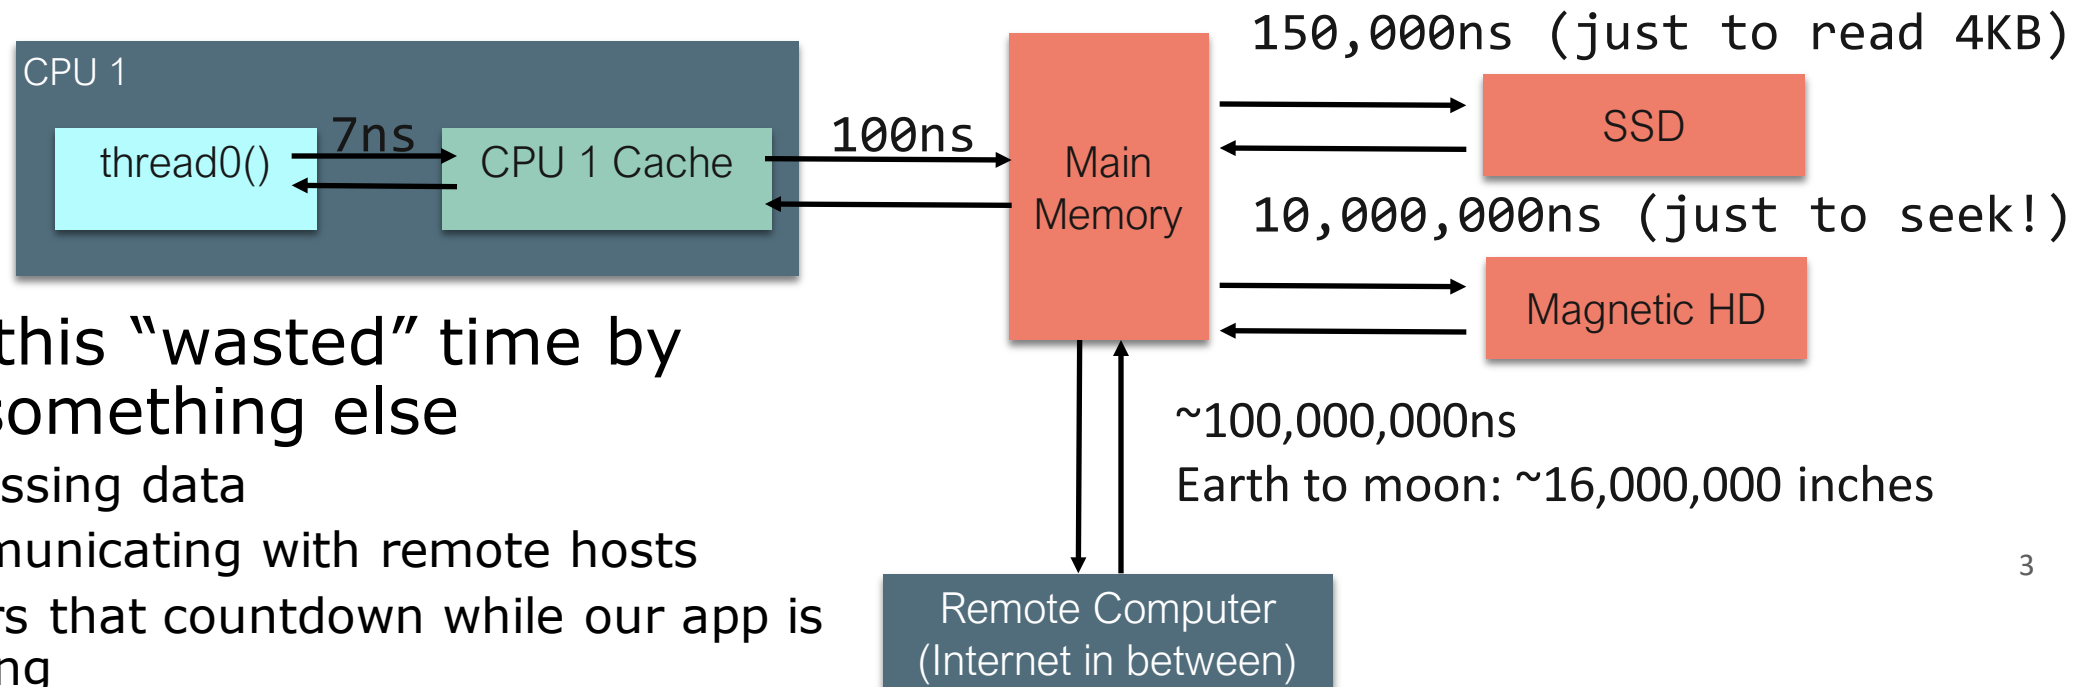 150,000ns (just to read 4KB)
CPU 1
thread0()
7ns
CPU 1 Cache
100ns
Main
Memory
SSD
10,000,000ns (just to seek!)
Magnetic HD
this “wasted” time by
something else
ssing data
municating with remote hosts
rs that countdown while our app is
ng
~100,000,000ns
Earth to moon: ~16,000,000 inches
Remote Computer
(Internet in between)
3